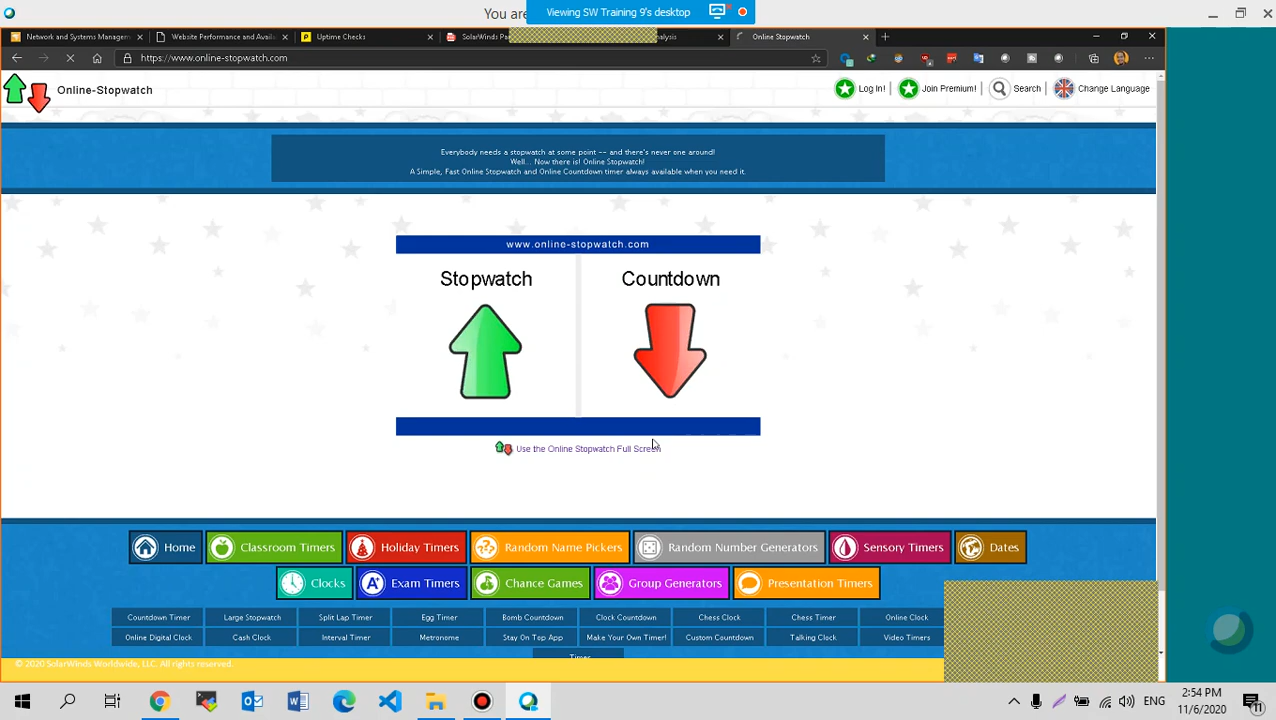 You are
Viewing SW Training 9's desktop
Network and Systems Managem
Website Performance and Availa
Uptime Checks
SolarWinds Pa
alysis
Online Stopwatch
https://www.online-stopwatch.com
Online-Stopwatch
Log In!
Join Premium!
Search
Change Language
Everybody needs a stopwatch at some point -- and there's never one around!
Well... Now there is! Online Stopwatch!
A Simple, Fast Online Stopwatch and Online Countdown timer always available when you need it.
www.online-stopwatch.com
Stopwatch
Countdown
Use the Online Stopwatch Full Screen
Home
Classroom Timers
Holiday Timers
Random Name Pickers
Random Number Generators
Sensory Timers
Dates
Clocks
Exam Timers
Chance Games
Group Generators
Presentation Timers
Countdown Timer
Large Stopwatch
Split Lap Timer
Egg Timer
Bomb Countdown
Clock Countdown
Chess Clock
Chess Timer
Online Clock
Online Digital Clock
Cash Clock
Interval Timer
Metronome
Stay On Top App
Make Your Own Timer!
Custom Countdown
Talking Clock
Video Timers
Timer
© 2020 SolarWinds Worldwide, LLC. All rights reserved.
ENG
2:54 PM
11/6/2020